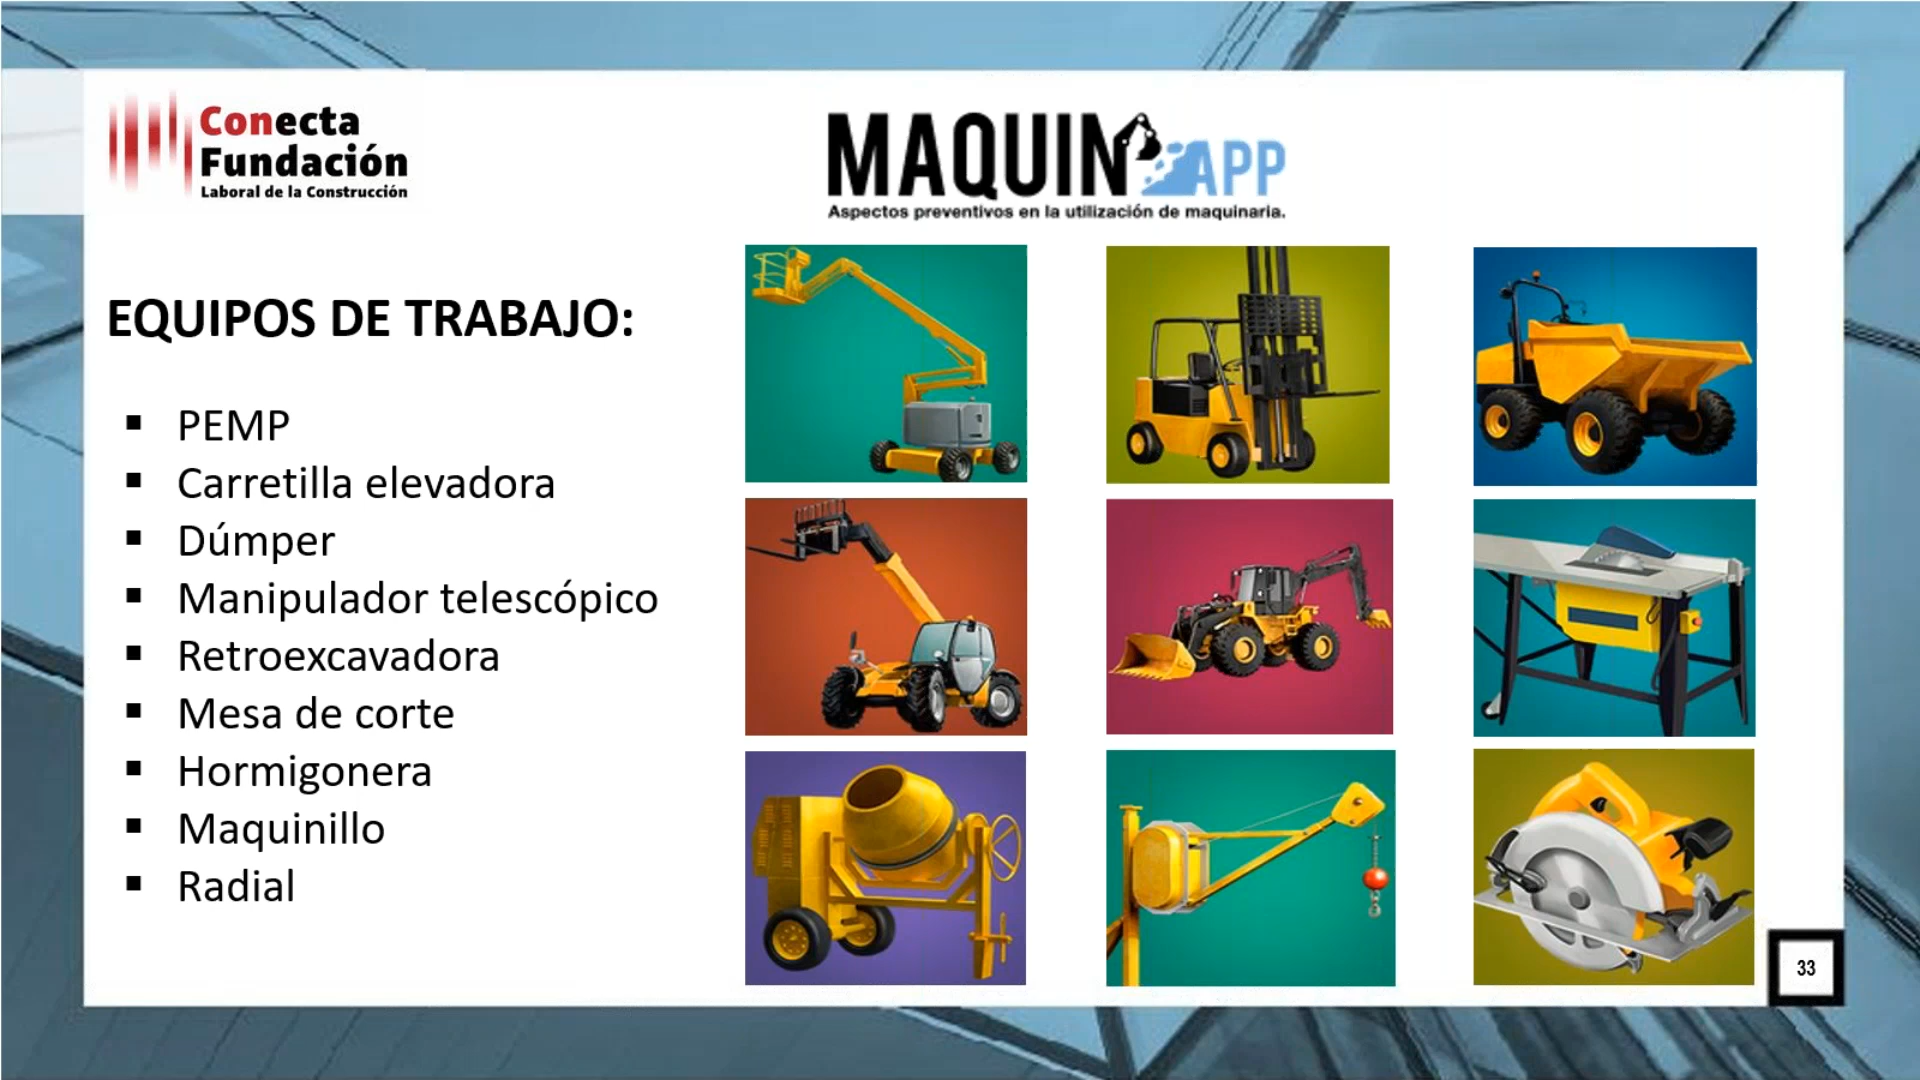 Conecta
Fundación
Laboral de la Construcción
MAQUINAPP
Aspectos preventivos en la utilización de maquinaria.
EQUIPOS DE TRABAJO:
▪ PEMP
▪ Carretilla elevadora
▪ Dúmper
▪ Manipulador telescópico
▪ Retroexcavadora
▪ Mesa de corte
▪ Hormigonera
▪ Maquinillo
▪ Radial
33